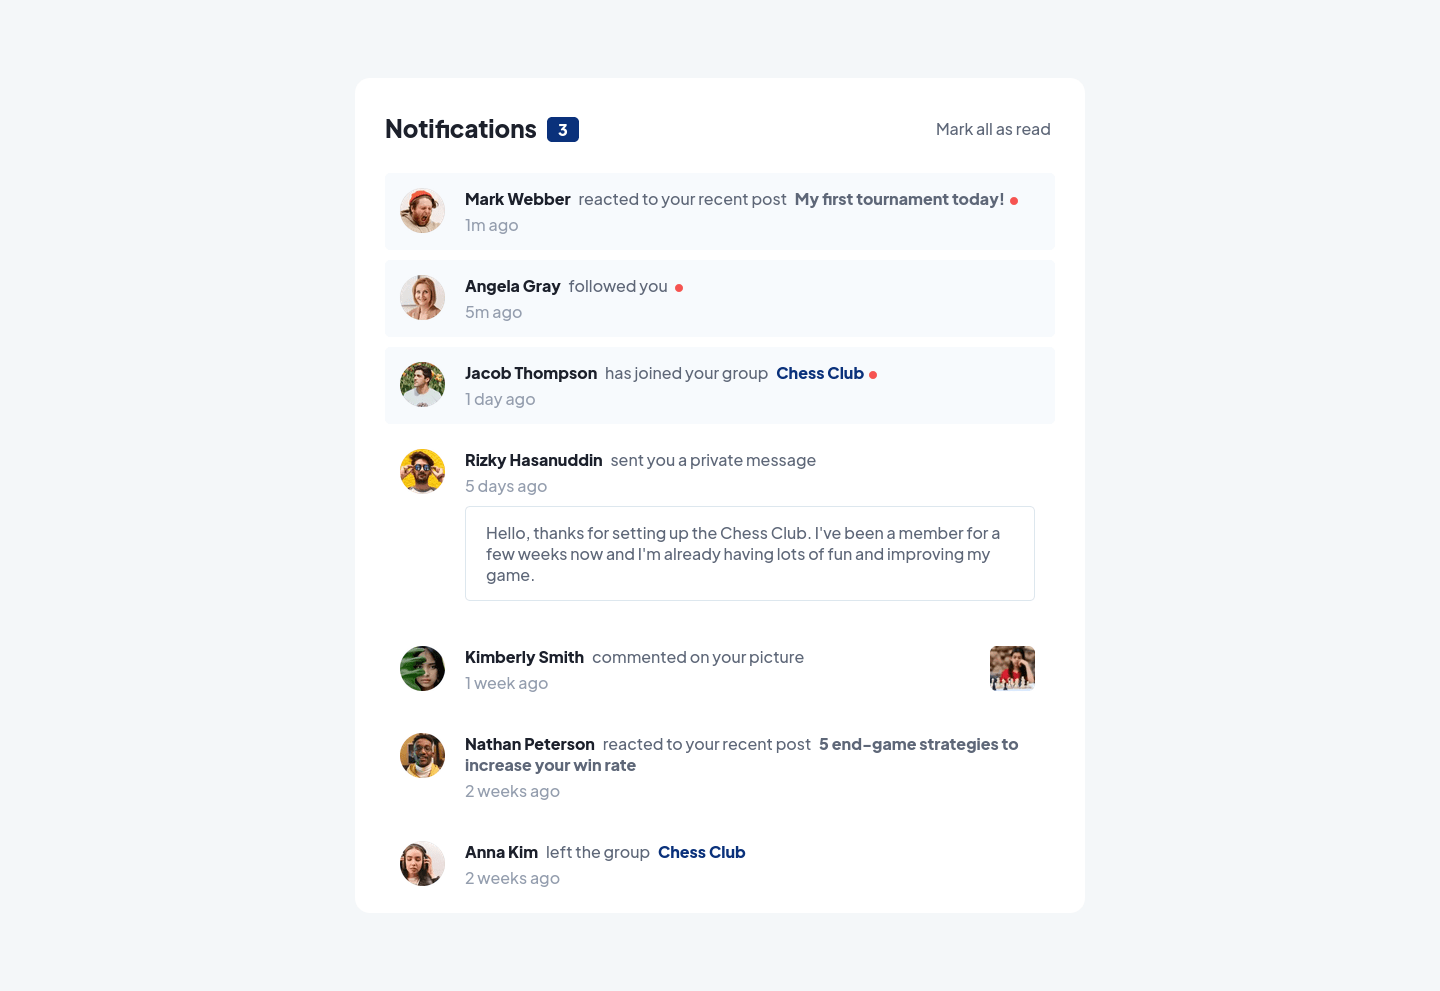 Notifications 3 Mark all as read
Mark Webber reacted to your recent post My first tournament today!
1m ago
Angela Gray followed you
5m ago
Jacob Thompson has joined your group Chess Club
1 day ago
Rizky Hasanuddin sent you a private message
5 days ago
Hello, thanks for setting up the Chess Club. I've been a member for a
few weeks now and I'm already having lots of fun and improving my
game.
Kimberly Smith commented on your picture
1 week ago
Nathan Peterson reacted to your recent post 5 end-game strategies to
increase your win rate
2 weeks ago
Anna Kim left the group Chess Club
2 weeks ago